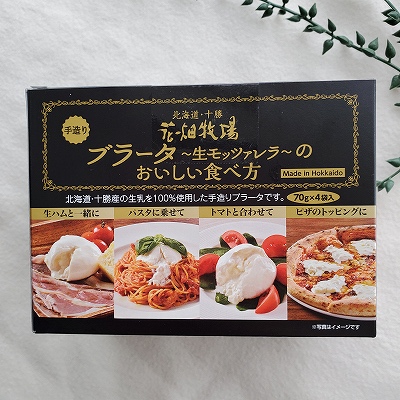 北海道・十勝
手造り
花畑牧場
ブラータ~生モッツァレラ~の
おいしい食べ方
Made in Hokkaido
北海道・十勝産の生乳を100%使用した手造りブラータです。
70g×4袋入
生ハムと一緒に
パスタに乗せて
トマトと合わせて
ピザのトッピングに
※写真はイメージです